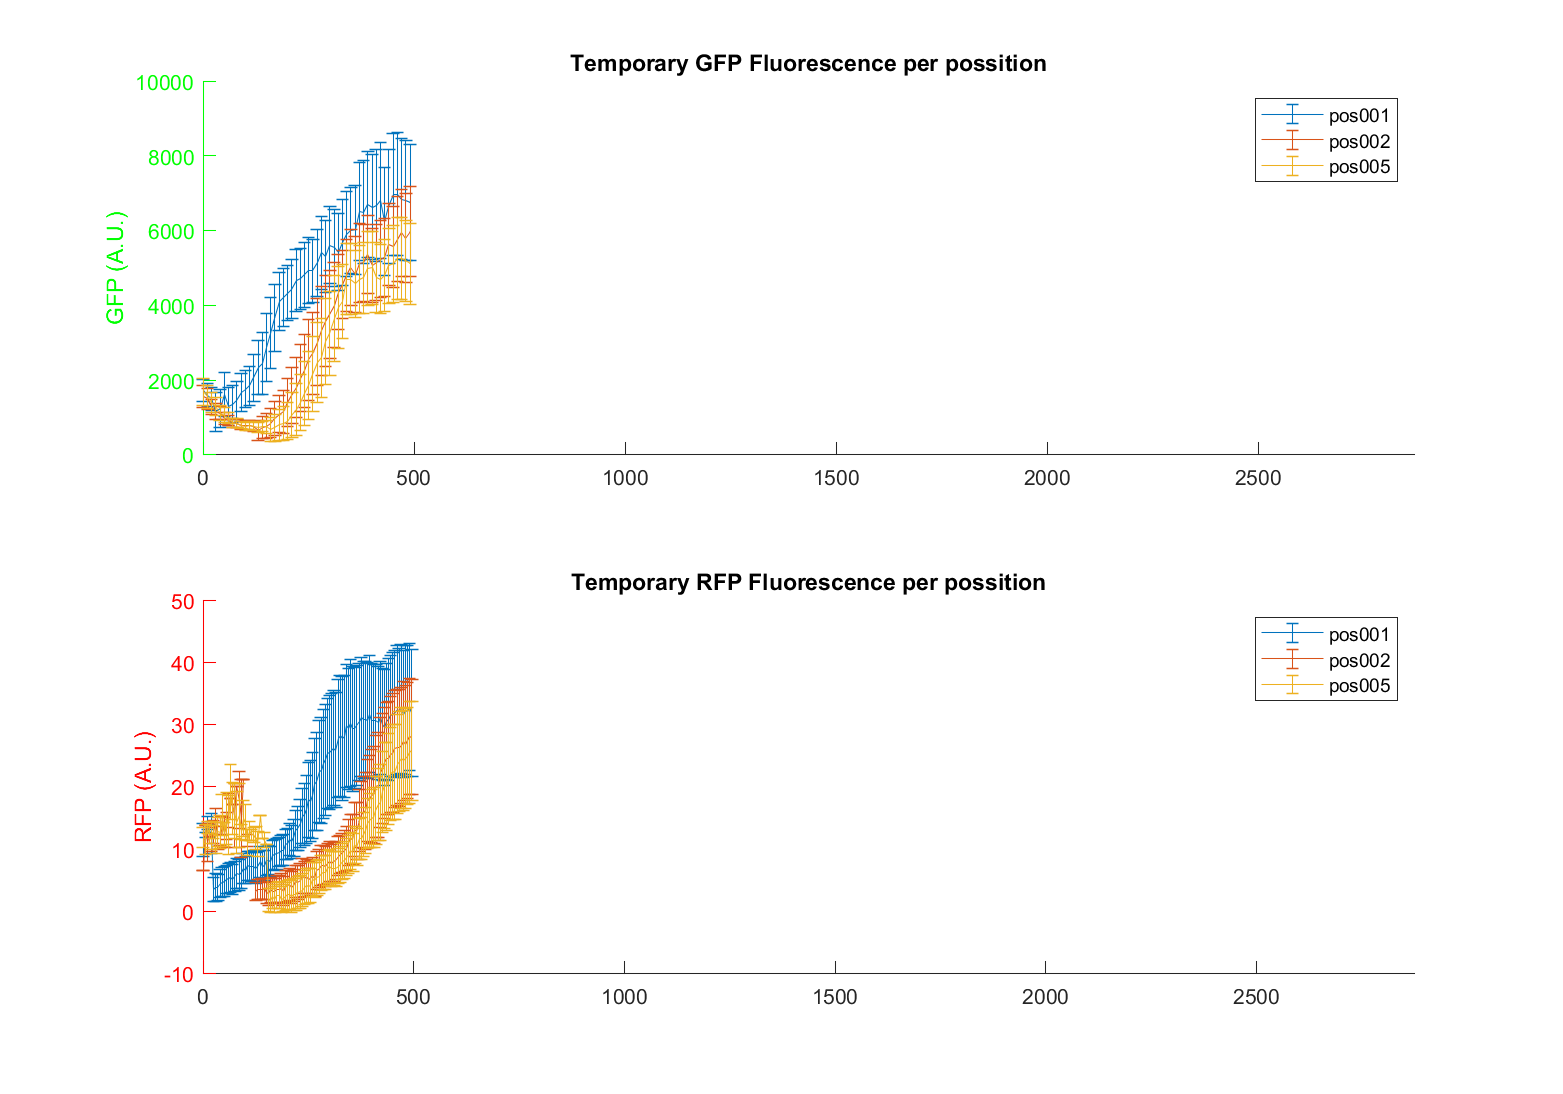 Temporary GFP Fluorescence per possition
10000
8000
6000
4000
2000
0
GFP (A.U.)
pos001
pos002
pos005
0 500 1000 1500 2000 2500
Temporary RFP Fluorescence per possition
50
40
30
20
10
0
-10
RFP (A.U.)
pos001
pos002
pos005
0 500 1000 1500 2000 2500